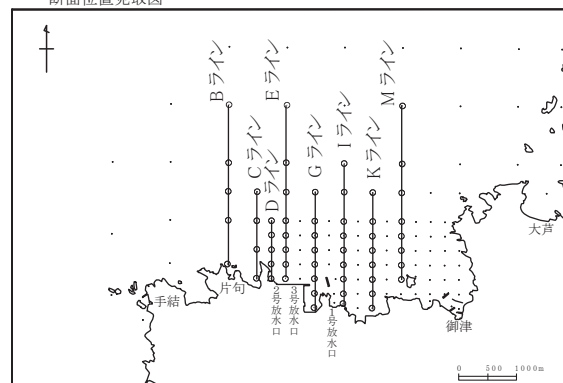 断面位置見取図
Bライン
Cライン
Dライン
Eライン
Gライン
Iライン
Kライン
Mライン
大芦
手結
片句
2号放水口
3号放水口
1号放水口
御津
0 500 1000m